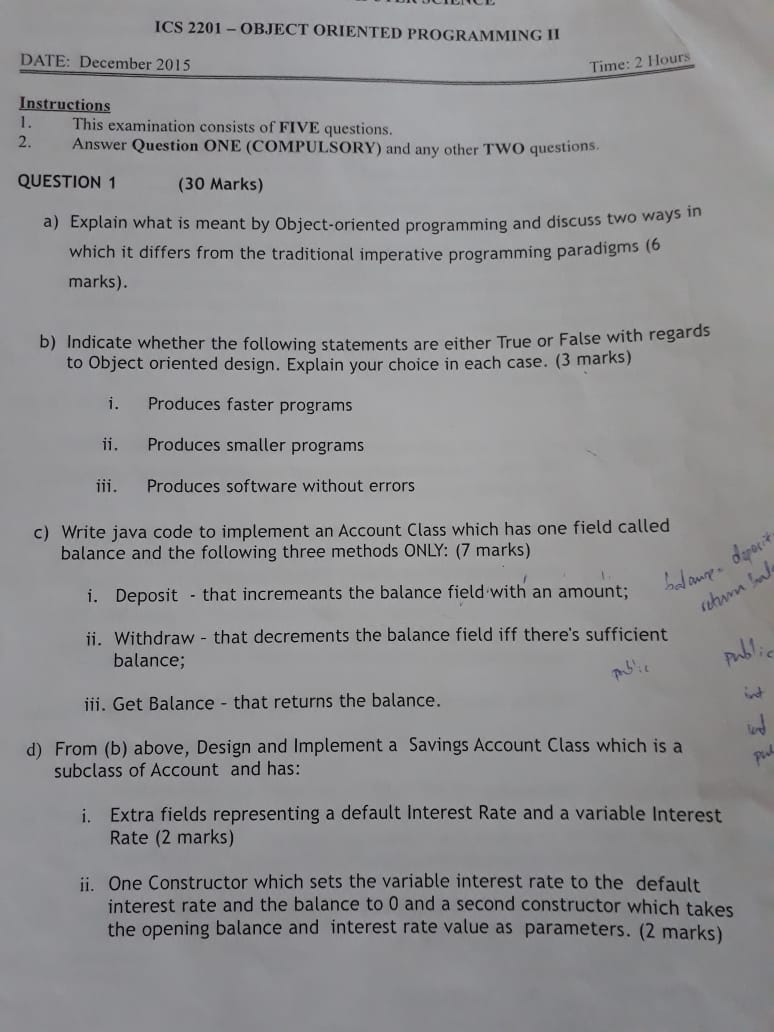 ICS 2201 – OBJECT ORIENTED PROGRAMMING II
DATE: December 2015
Time: 2 Hours
Instructions
1. This examination consists of FIVE questions.
2. Answer Question ONE (COMPULSORY) and any other TWO questions.
QUESTION 1 (30 Marks)
a) Explain what is meant by Object-oriented programming and discuss two ways in
which it differs from the traditional imperative programming paradigms (6
marks).
b) Indicate whether the following statements are either True or False with regards
to Object oriented design. Explain your choice in each case. (3 marks)
i. Produces faster programs
ii. Produces smaller programs
iii. Produces software without errors
c) Write java code to implement an Account Class which has one field called
balance and the following three methods ONLY: (7 marks)
i. Deposit - that incremeants the balance field with an amount;
balance = deposit
return
ii. Withdraw - that decrements the balance field iff there's sufficient
balance;
public
public
iii. Get Balance - that returns the balance.
int
d) From (b) above, Design and Implement a Savings Account Class which is a
subclass of Account and has:
i. Extra fields representing a default Interest Rate and a variable Interest
Rate (2 marks)
ii. One Constructor which sets the variable interest rate to the default
interest rate and the balance to 0 and a second constructor which takes
the opening balance and interest rate value as parameters. (2 marks)